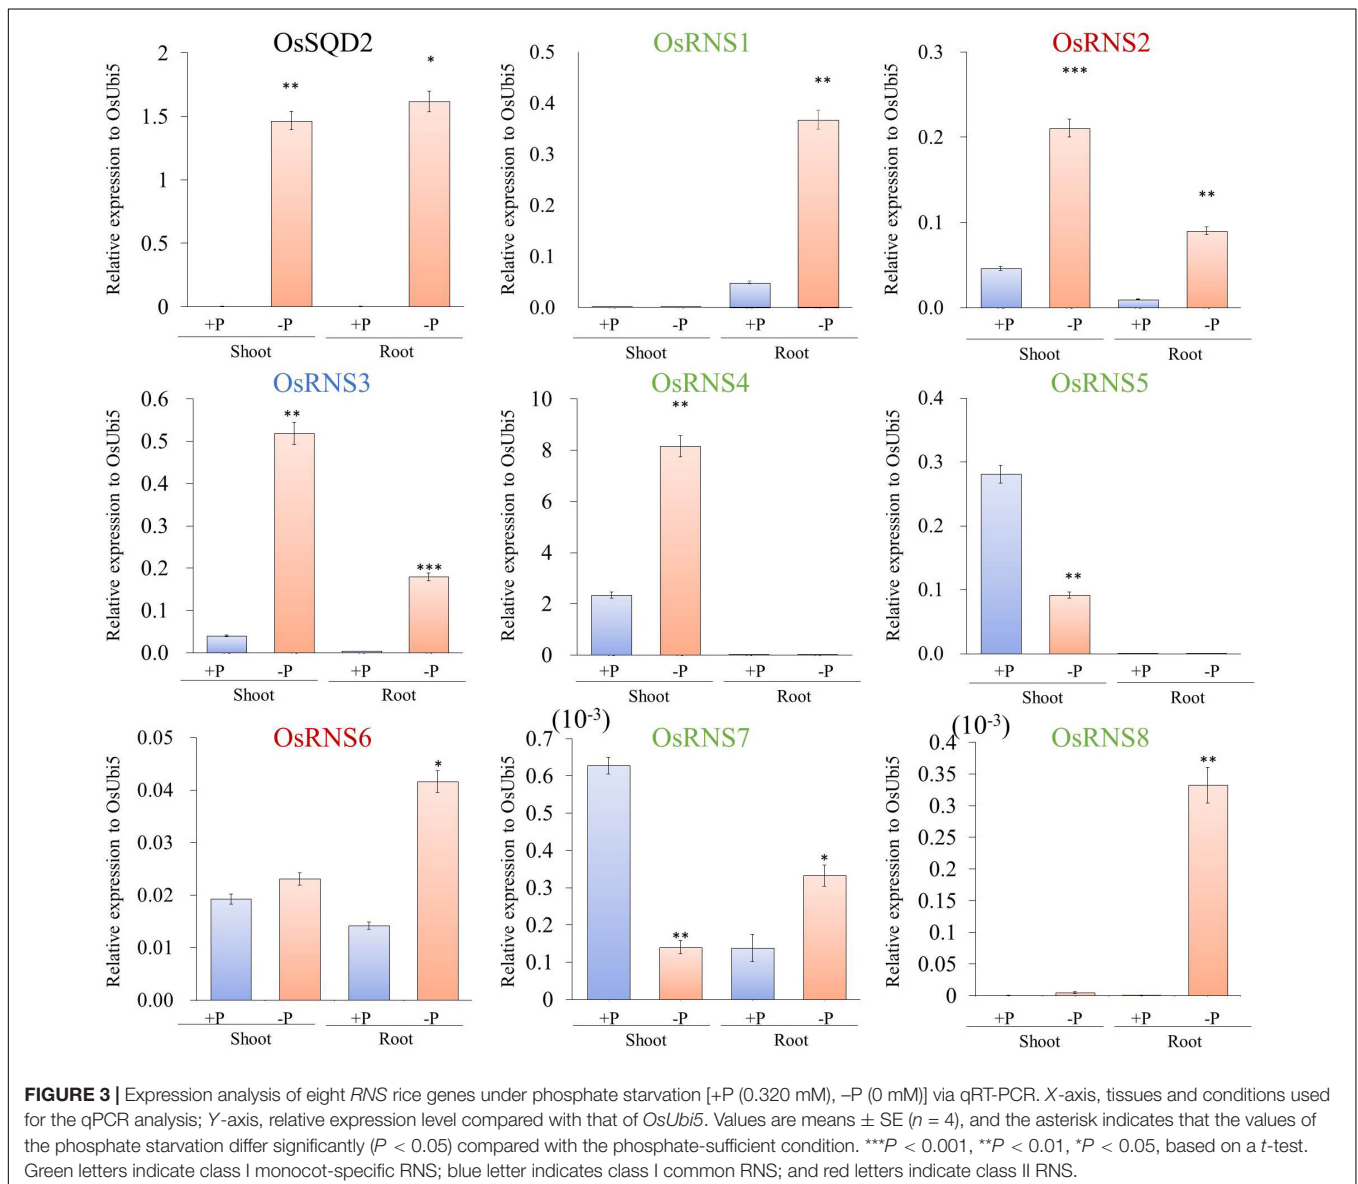 OsSQD2
Relative expression to OsUbi5
2
1.5
1
0.5
0
**
*
+P
-P
+P
-P
Shoot
Root
OsRNS1
Relative expression to OsUbi5
0.5
0.4
0.3
0.2
0.1
0.0
**
+P
-P
+P
-P
Shoot
Root
OsRNS2
Relative expression to OsUbi5
0.3
0.2
0.1
0.0
***
**
+P
-P
+P
-P
Shoot
Root
OsRNS3
Relative expression to OsUbi5
0.6
0.5
0.4
0.3
0.2
0.1
0.0
**
***
+P
-P
+P
-P
Shoot
Root
OsRNS4
Relative expression to OsUbi5
10
8
6
4
2
0
**
+P
-P
+P
-P
Shoot
Root
OsRNS5
Relative expression to OsUbi5
0.4
0.3
0.2
0.1
0.0
**
+P
-P
+P
-P
Shoot
Root
OsRNS6
Relative expression to OsUbi5
0.05
0.04
0.03
0.02
0.01
0.00
*
+P
-P
+P
-P
Shoot
Root
(10-3)
OsRNS7
Relative expression to OsUbi5
0.7
0.6
0.5
0.4
0.3
0.2
0.1
0
**
*
+P
-P
+P
-P
Shoot
Root
(10-3)
OsRNS8
Relative expression to OsUbi5
0.4
0.35
0.3
0.25
0.2
0.15
0.1
0.05
0
**
+P
-P
+P
-P
Shoot
Root
FIGURE 3 | Expression analysis of eight RNS rice genes under phosphate starvation [+P (0.320 mM), –P (0 mM)] via qRT-PCR. X-axis, tissues and conditions used
for the qPCR analysis; Y-axis, relative expression level compared with that of OsUbi5. Values are means ± SE (n = 4), and the asterisk indicates that the values of
the phosphate starvation differ significantly (P < 0.05) compared with the phosphate-sufficient condition. ***P < 0.001, **P < 0.01, *P < 0.05, based on a t-test.
Green letters indicate class I monocot-specific RNS; blue letter indicates class I common RNS; and red letters indicate class II RNS.